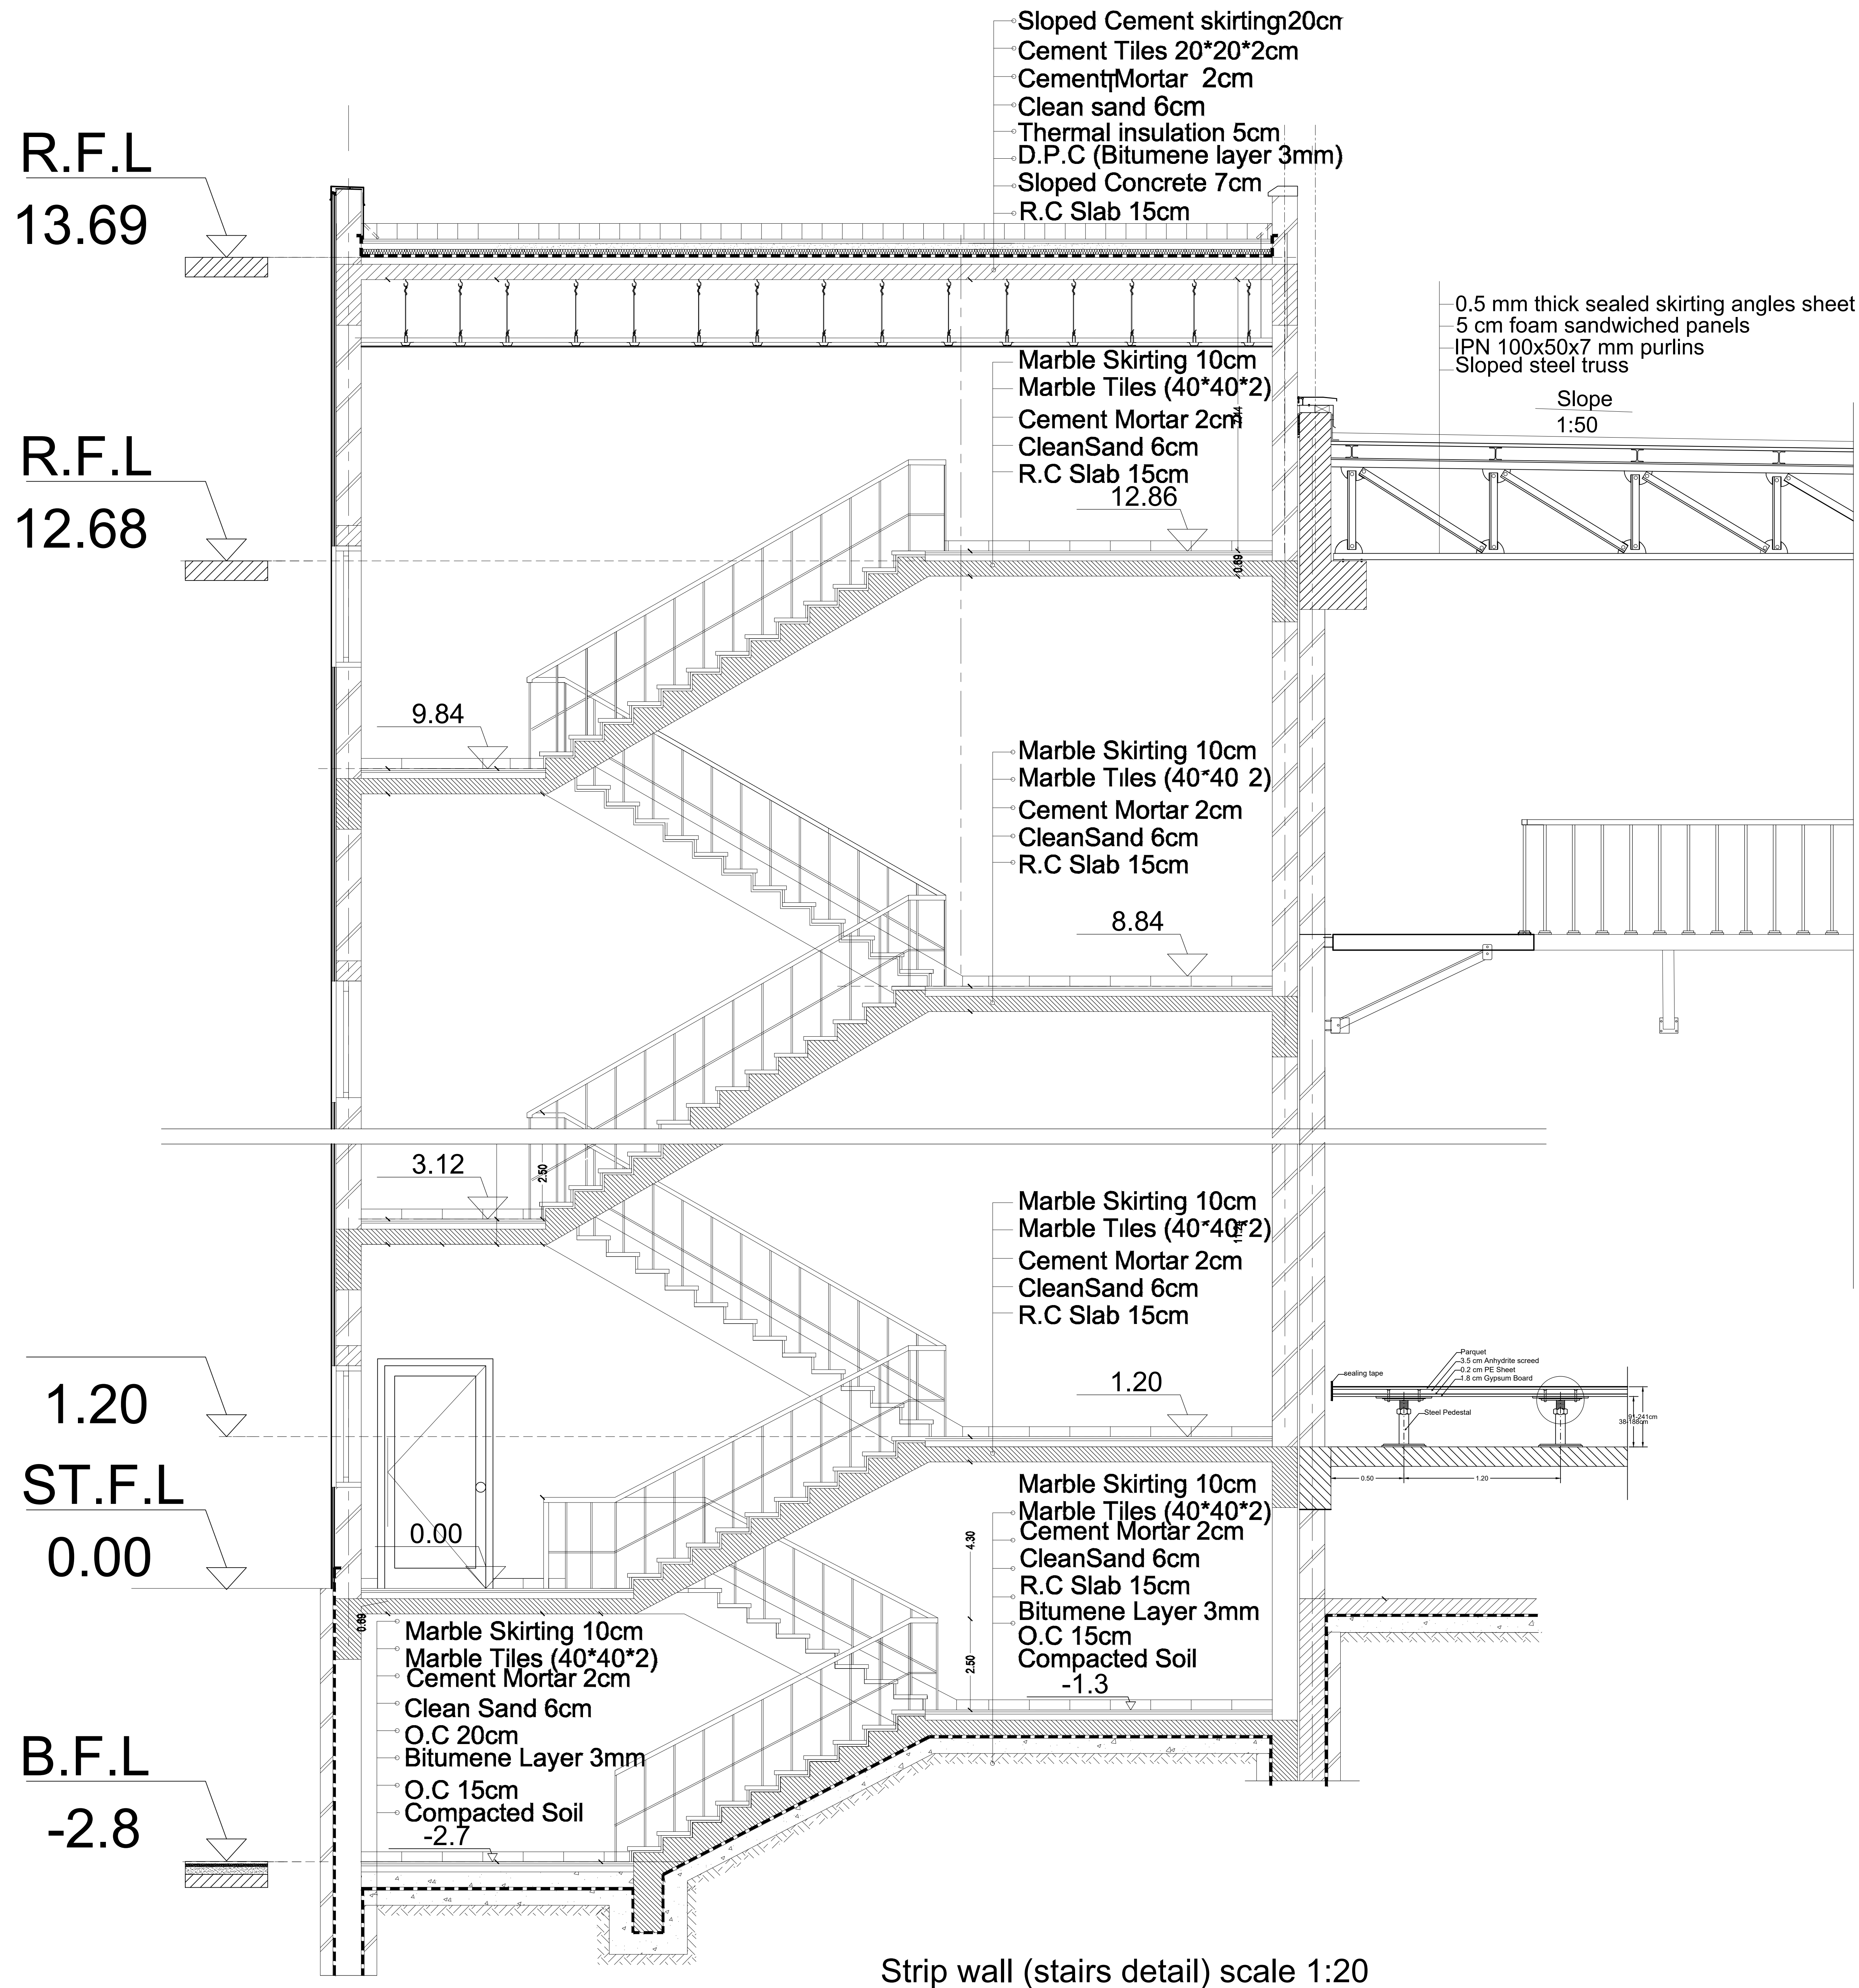 Sloped Cement skirting20cm
Cement Tiles 20*20*2cm
Cement Mortar 2cm
Clean sand 6cm
Thermal insulation 5cm
D.P.C (Bitumene layer 3mm)
Sloped Concrete 7cm
R.C Slab 15cm
R.F.L
13.69
0.5 mm thick sealed skirting angles sheet
5 cm foam sandwiched panels
IPN 100x50x7 mm purlins
Sloped steel truss
Slope
1:50
Marble Skirting 10cm
Marble Tiles (40*40*2)
Cement Mortar 2cm
CleanSand 6cm
R.C Slab 15cm
12.86
0.69
R.F.L
12.68
9.84
Marble Skirting 10cm
Marble Tiles (40*40 2)
Cement Mortar 2cm
CleanSand 6cm
R.C Slab 15cm
8.84
3.12
2.50
Marble Skirting 10cm
Marble Tiles (40*40*2)
Cement Mortar 2cm
CleanSand 6cm
R.C Slab 15cm
1.20
1.20
sealing tape
Parquet
3.5 cm Anhydrite screed
0.2 cm PE Sheet
1.8 cm Gypsum Board
Steel Pedestal
91-241cm
38-188cm
0.50
1.20
ST.F.L
0.00
0.00
Marble Skirting 10cm
Marble Tiles (40*40*2)
Cement Mortar 2cm
CleanSand 6cm
R.C Slab 15cm
Bitumene Layer 3mm
O.C 15cm
Compacted Soil
-1.3
4.30
2.50
0.69
Marble Skirting 10cm
Marble Tiles (40*40*2)
Cement Mortar 2cm
Clean Sand 6cm
O.C 20cm
Bitumene Layer 3mm
O.C 15cm
Compacted Soil
-2.7
B.F.L
-2.8
Strip wall (stairs detail) scale 1:20